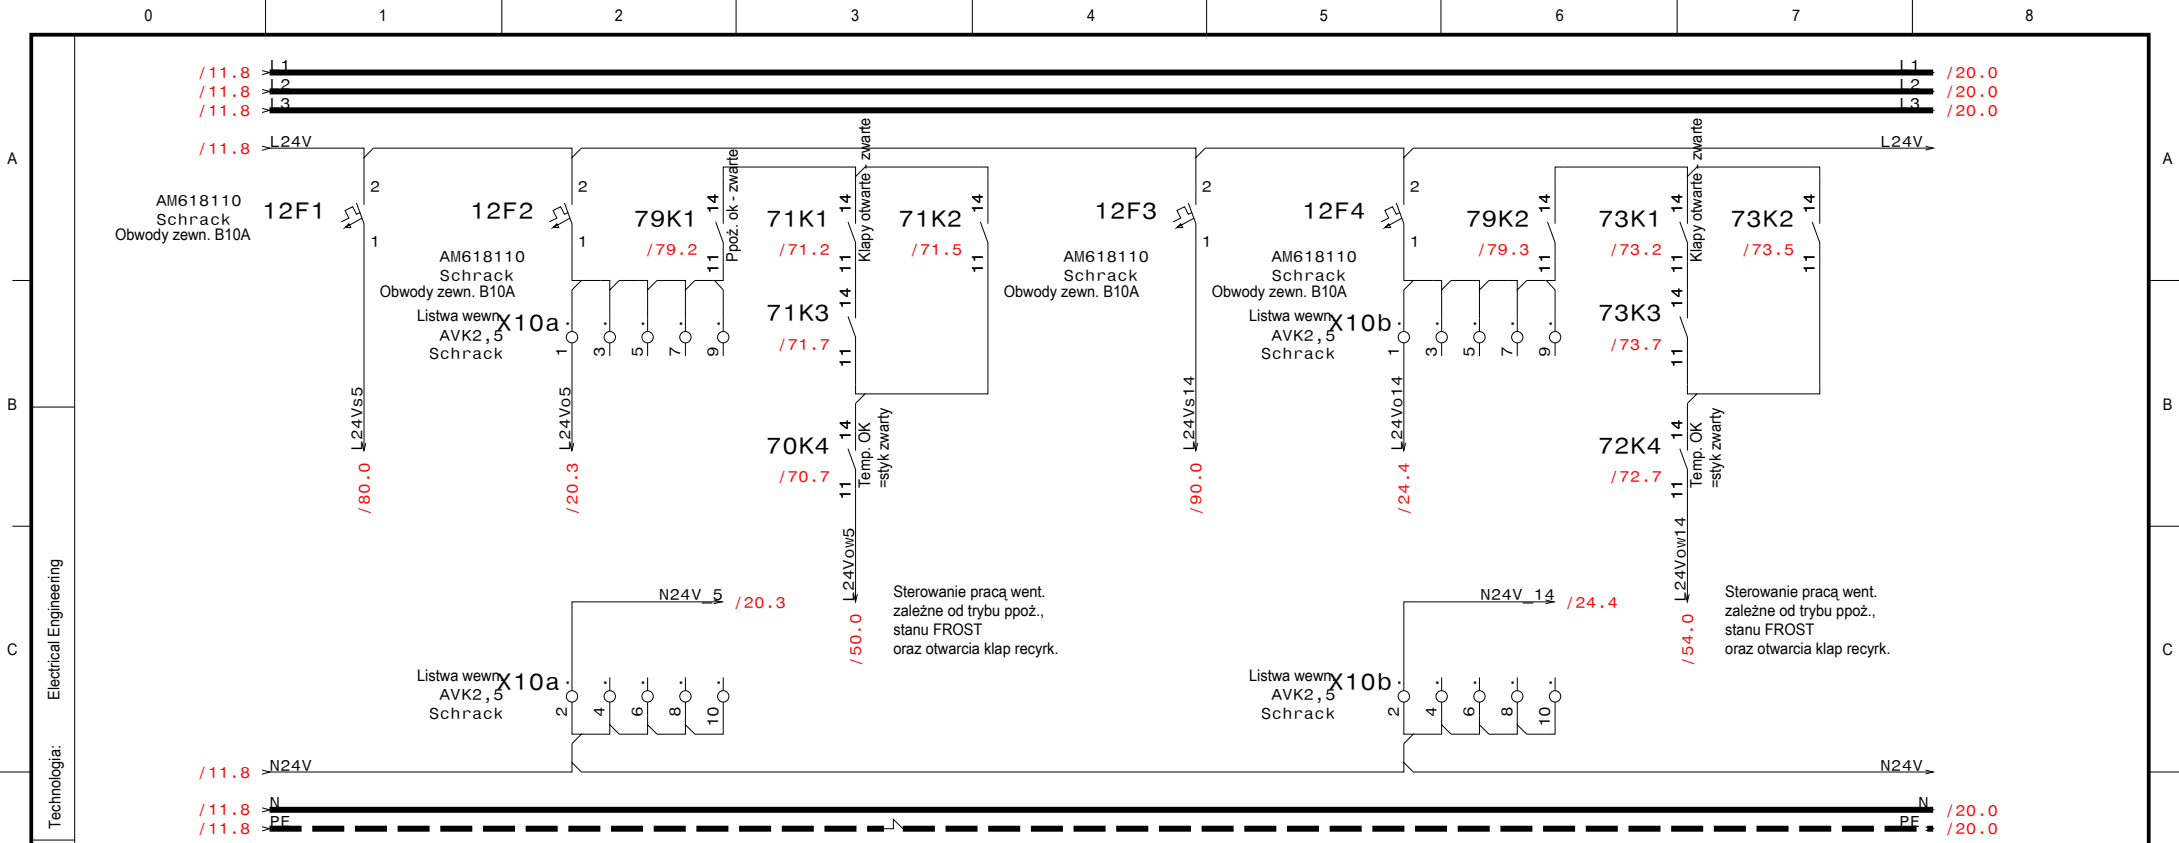 0 1 2 3 4 5 6 7 8
/11.8 L1 L1 /20.0
/11.8 L2 L2 /20.0
/11.8 L3 L3 /20.0
/11.8 L24V L24V
A A
AM618110
Schrack
Obwody zewn. B10A
12F1
2
1
12F2
2
1
AM618110
Schrack
Obwody zewn. B10A
79K1
/79.2
14
11
Ppoż. ok - zwarte
71K1
/71.2
14
11
Klapy otwarte - zwarte
71K2
/71.5
14
11
12F3
2
1
AM618110
Schrack
Obwody zewn. B10A
12F4
2
1
AM618110
Schrack
Obwody zewn. B10A
79K2
/79.3
14
11
73K1
/73.2
14
11
Klapy otwarte - zwarte
73K2
/73.5
14
11
Listwa wewn.
AVK2,5
Schrack
X10a
1 3 5 7 9
71K3
/71.7
14
11
Listwa wewn.
AVK2,5
Schrack
X10b
1 3 5 7 9
73K3
/73.7
14
11
B B
L24Vs5
/80.0
L24Vo5
/20.3
70K4
/70.7
14
11
Temp. OK
=styk zwarty
L24Vs14
/90.0
L24Vo14
/24.4
72K4
/72.7
14
11
Temp. OK
=styk zwarty
L24Vow5
/50.0
L24Vow14
/54.0
N24V_5 /20.3
Sterowanie pracą went.
zależne od trybu ppoż.,
stanu FROST
oraz otwarcia klap recyrk.
N24V_14 /24.4
Sterowanie pracą went.
zależne od trybu ppoż.,
stanu FROST
oraz otwarcia klap recyrk.
C C
Listwa wewn.
AVK2,5
Schrack
X10a
2 4 6 8 10
Listwa wewn.
AVK2,5
Schrack
X10b
2 4 6 8 10
Technologia: Electrical Engineering
/11.8 N24V N24V
/11.8 N N /20.0
/11.8 PE PE /20.0